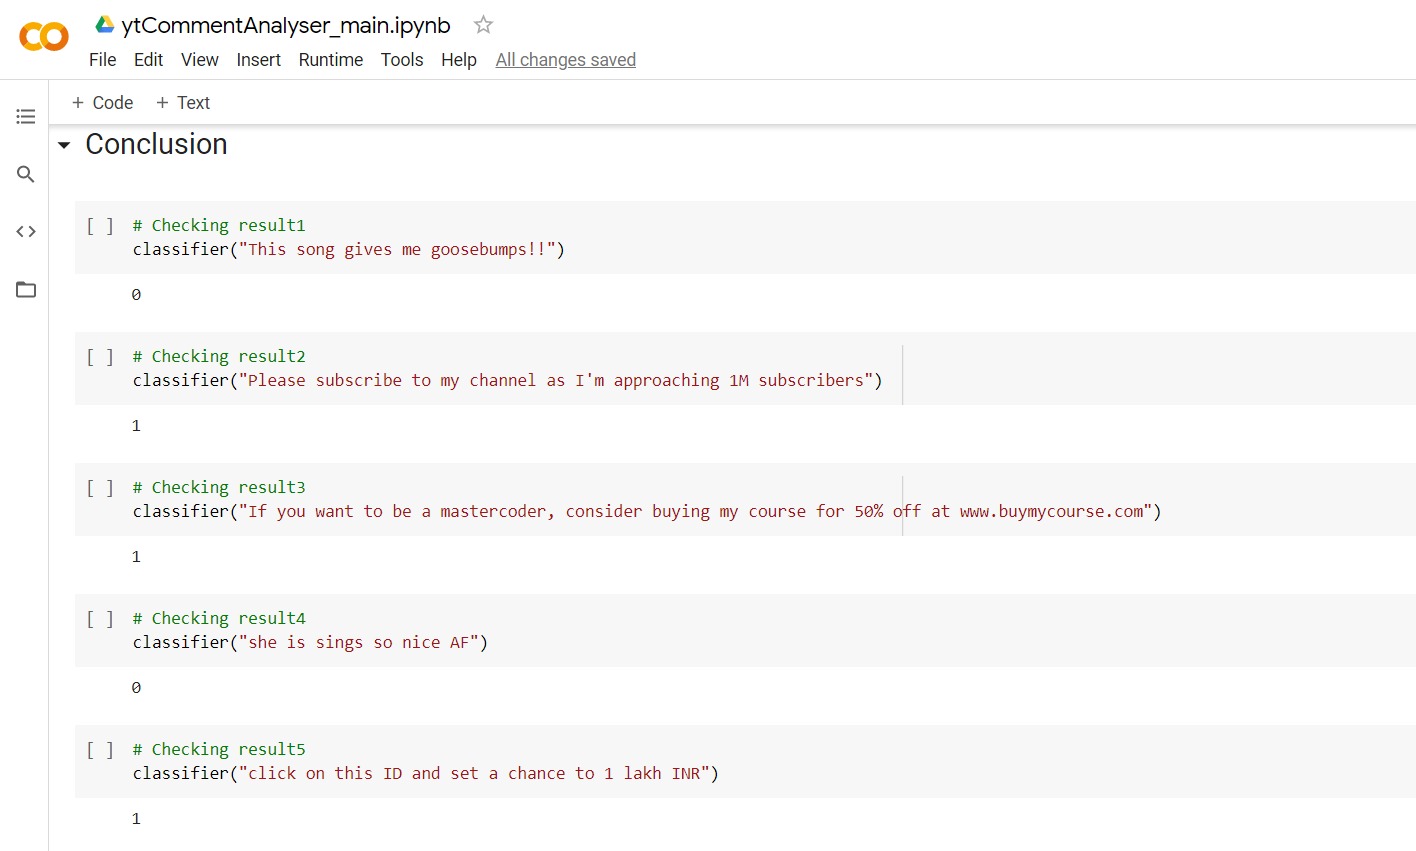 ytCommentAnalyser_main.ipynb
File Edit View Insert Runtime Tools Help All changes saved
+ Code + Text
Conclusion
[ ] # Checking result1
classifier("This song gives me goosebumps!!")
0
[ ] # Checking result2
classifier("Please subscribe to my channel as I'm approaching 1M subscribers")
1
[ ] # Checking result3
classifier("If you want to be a mastercoder, consider buying my course for 50% off at www.buymycourse.com")
1
[ ] # Checking result4
classifier("she is sings so nice AF")
0
[ ] # Checking result5
classifier("click on this ID and set a chance to 1 lakh INR")
1